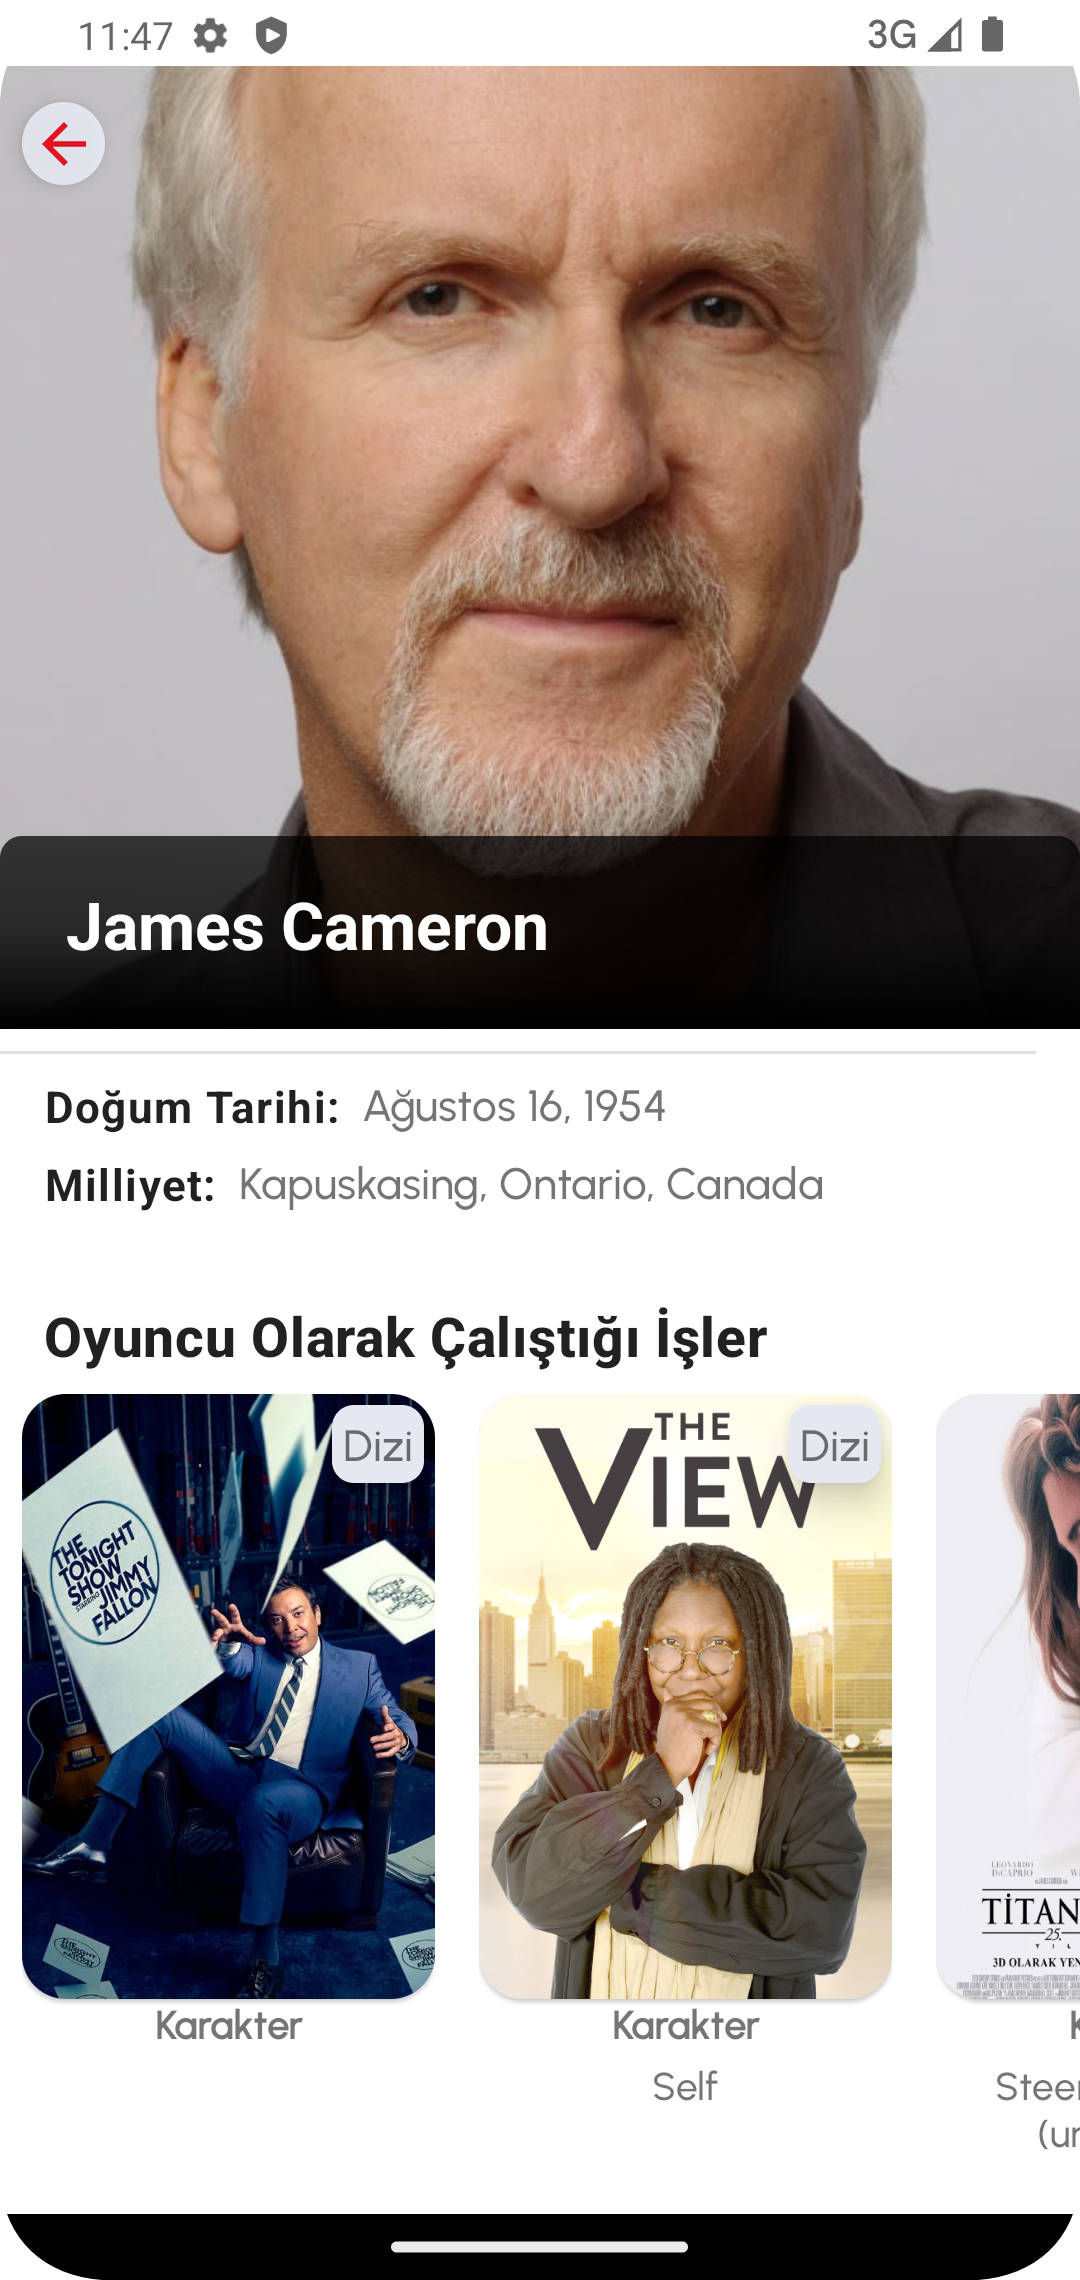 11:47
3G
James Cameron
Doğum Tarihi: Ağustos 16, 1954
Milliyet: Kapuskasing, Ontario, Canada
Oyuncu Olarak Çalıştığı İşler
Dizi
THE
TONIGHT
SHOW
STARRING
JIMMY
FALLON
Karakter
Dizi
THE
VIEW
Karakter
Self
LEONARDO
DiCAPRIO
TİTAN
25.
Y I L
3D OLARAK YEN
Steer
(ur